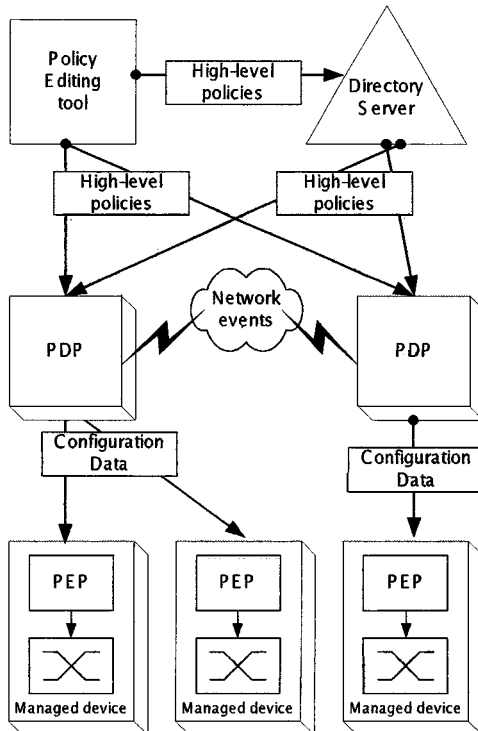 Policy
Editing
tool
High-level
policies
Directory
Server
High-level
policies
High-level
policies
Network
events
PDP
PDP
Configuration
Data
Configuration
Data
PEP
PEP
PEP
Managed device
Managed device
Managed device